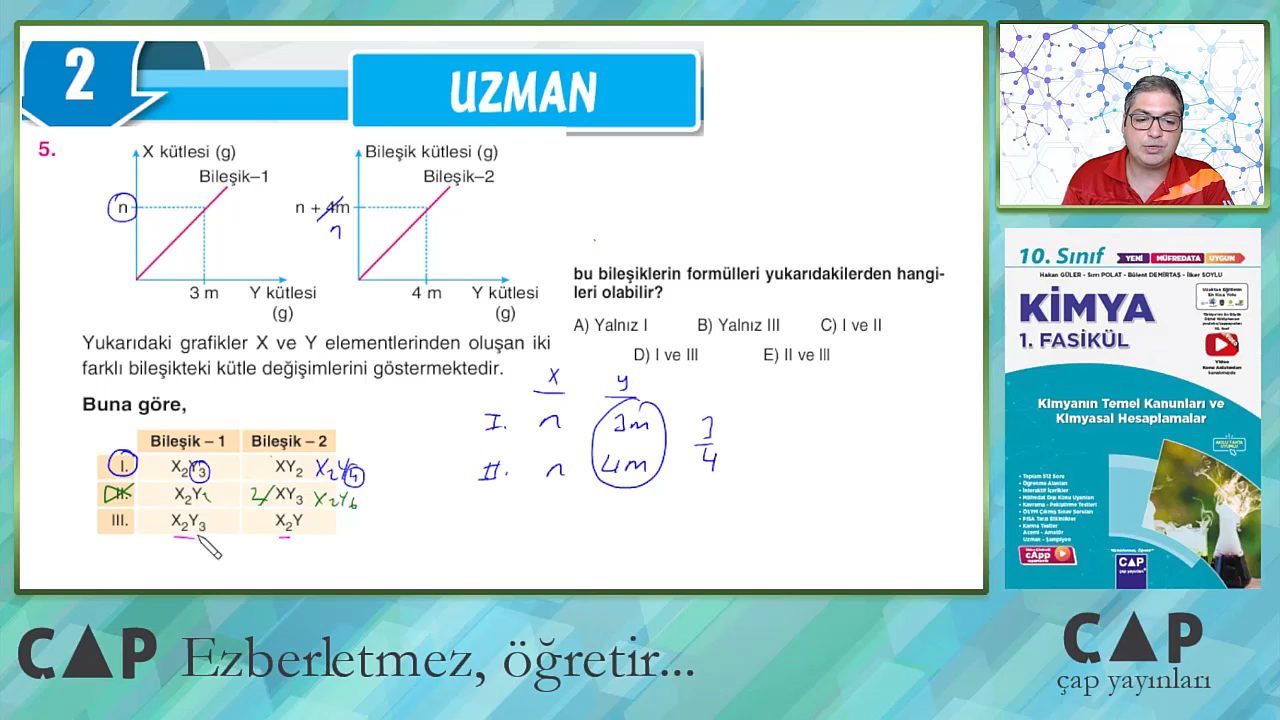 2
UZMAN
5.
X kütlesi (g)
Bileşik–1
n
3 m
Y kütlesi
(g)
Bileşik kütlesi (g)
Bileşik–2
n + 4m
n
4 m
Y kütlesi
(g)
Yukarıdaki grafikler X ve Y elementlerinden oluşan iki
farklı bileşikteki kütle değişimlerini göstermektedir.
Buna göre,
Bileşik – 1 Bileşik – 2
I. X₂Y₃ XY₂ X₂Y₄
II. X₂Y 2/ XY₃ X₂Y₆
III. X₂Y₃ X₂Y
bu bileşiklerin formülleri yukarıdakilerden hangi-
leri olabilir?
A) Yalnız I B) Yalnız III C) I ve II
D) I ve III E) II ve III
X y
I. n 3m
II. n 4m
3
4
10. Sınıf
YENİ MÜFREDATA UYGUN
Hakan GÜLER - Sırrı POLAT - Bülent DEMİRTAŞ - İlker SOYLU
KİMYA
1. FASİKÜL
Kimyanın Temel Kanunları ve
Kimyasal Hesaplamalar
ÇAP
ÇAP Ezberletmez, öğretir...
ÇAP
çap yayınları